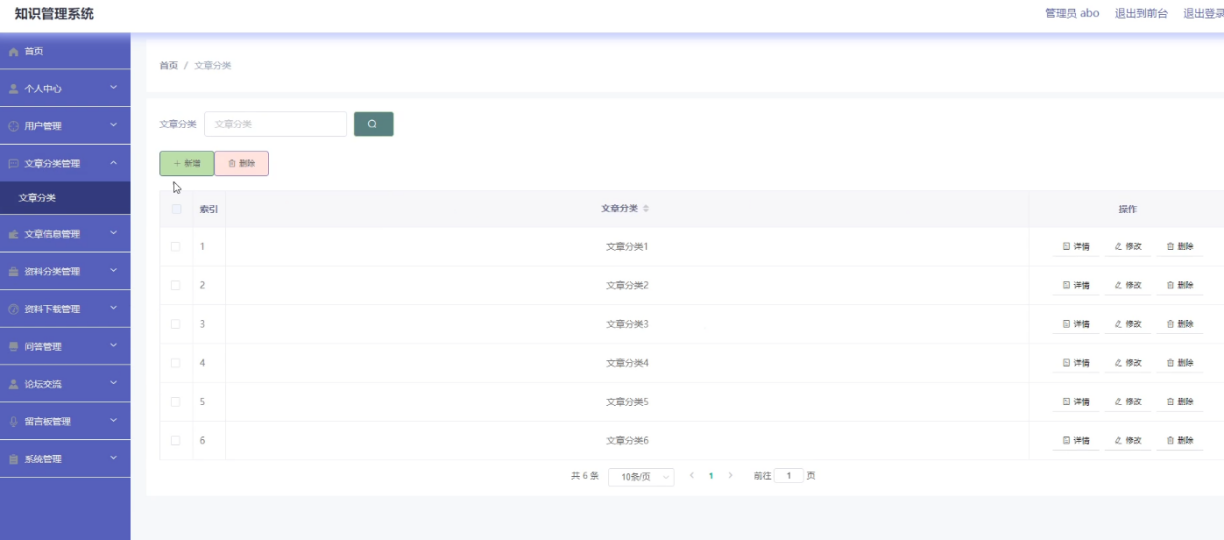 知识管理系统
管理员 abo 退出到前台 退出登录
首页
个人中心
用户管理
文章分类管理
文章分类
文章信息管理
资料分类管理
资料下载管理
问答管理
论坛交流
留言板管理
系统管理
首页 / 文章分类
文章分类 文章分类
+ 新增 删除
索引 文章分类 操作
1 文章分类1 详情 修改 删除
2 文章分类2 详情 修改 删除
3 文章分类3 详情 修改 删除
4 文章分类4 详情 修改 删除
5 文章分类5 详情 修改 删除
6 文章分类6 详情 修改 删除
共 6 条 10条/页 < 1 > 前往 1 页